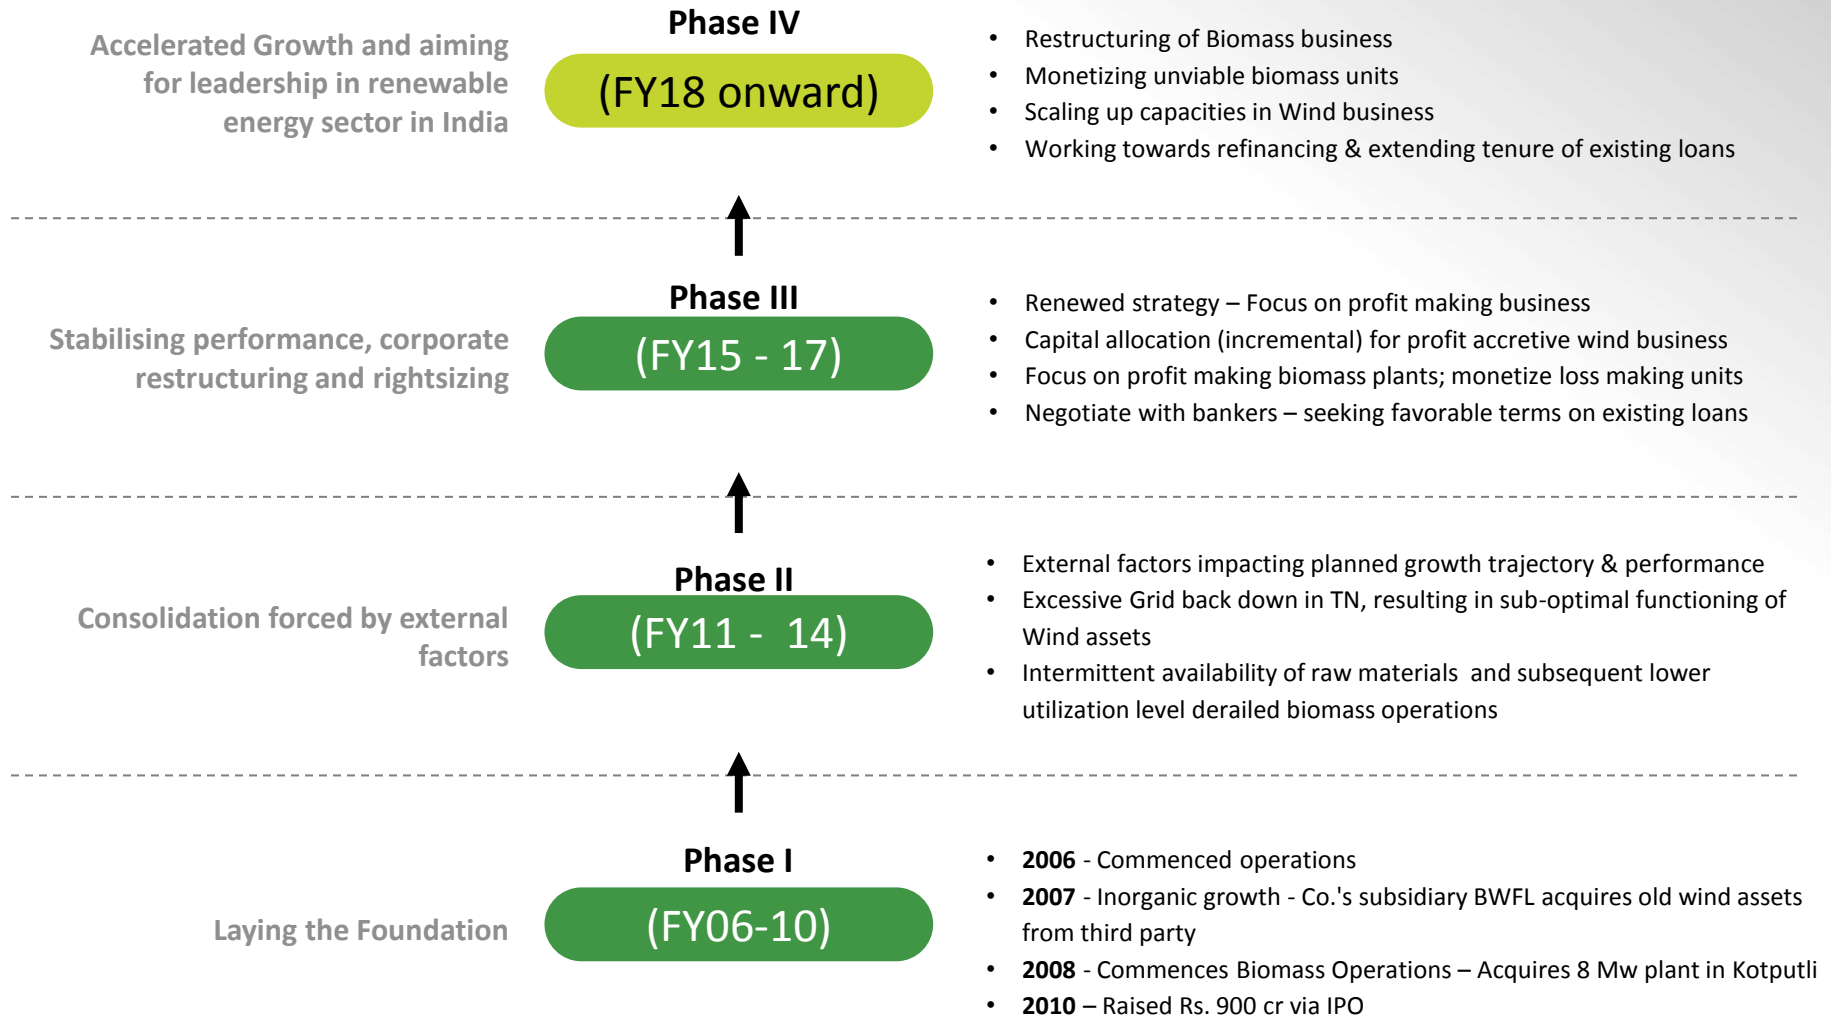 Accelerated Growth and aiming
for leadership in renewable
energy sector in India
Phase IV
(FY18 onward)
• Restructuring of Biomass business
• Monetizing unviable biomass units
• Scaling up capacities in Wind business
• Working towards refinancing & extending tenure of existing loans
Stabilising performance, corporate
restructuring and rightsizing
Phase III
(FY15 - 17)
• Renewed strategy – Focus on profit making business
• Capital allocation (incremental) for profit accretive wind business
• Focus on profit making biomass plants; monetize loss making units
• Negotiate with bankers – seeking favorable terms on existing loans
Consolidation forced by external
factors
Phase II
(FY11 - 14)
• External factors impacting planned growth trajectory & performance
• Excessive Grid back down in TN, resulting in sub-optimal functioning of
Wind assets
• Intermittent availability of raw materials and subsequent lower
utilization level derailed biomass operations
Laying the Foundation
Phase I
(FY06-10)
• 2006 - Commenced operations
• 2007 - Inorganic growth - Co.'s subsidiary BWFL acquires old wind assets
from third party
• 2008 - Commences Biomass Operations – Acquires 8 Mw plant in Kotputli
• 2010 – Raised Rs. 900 cr via IPO